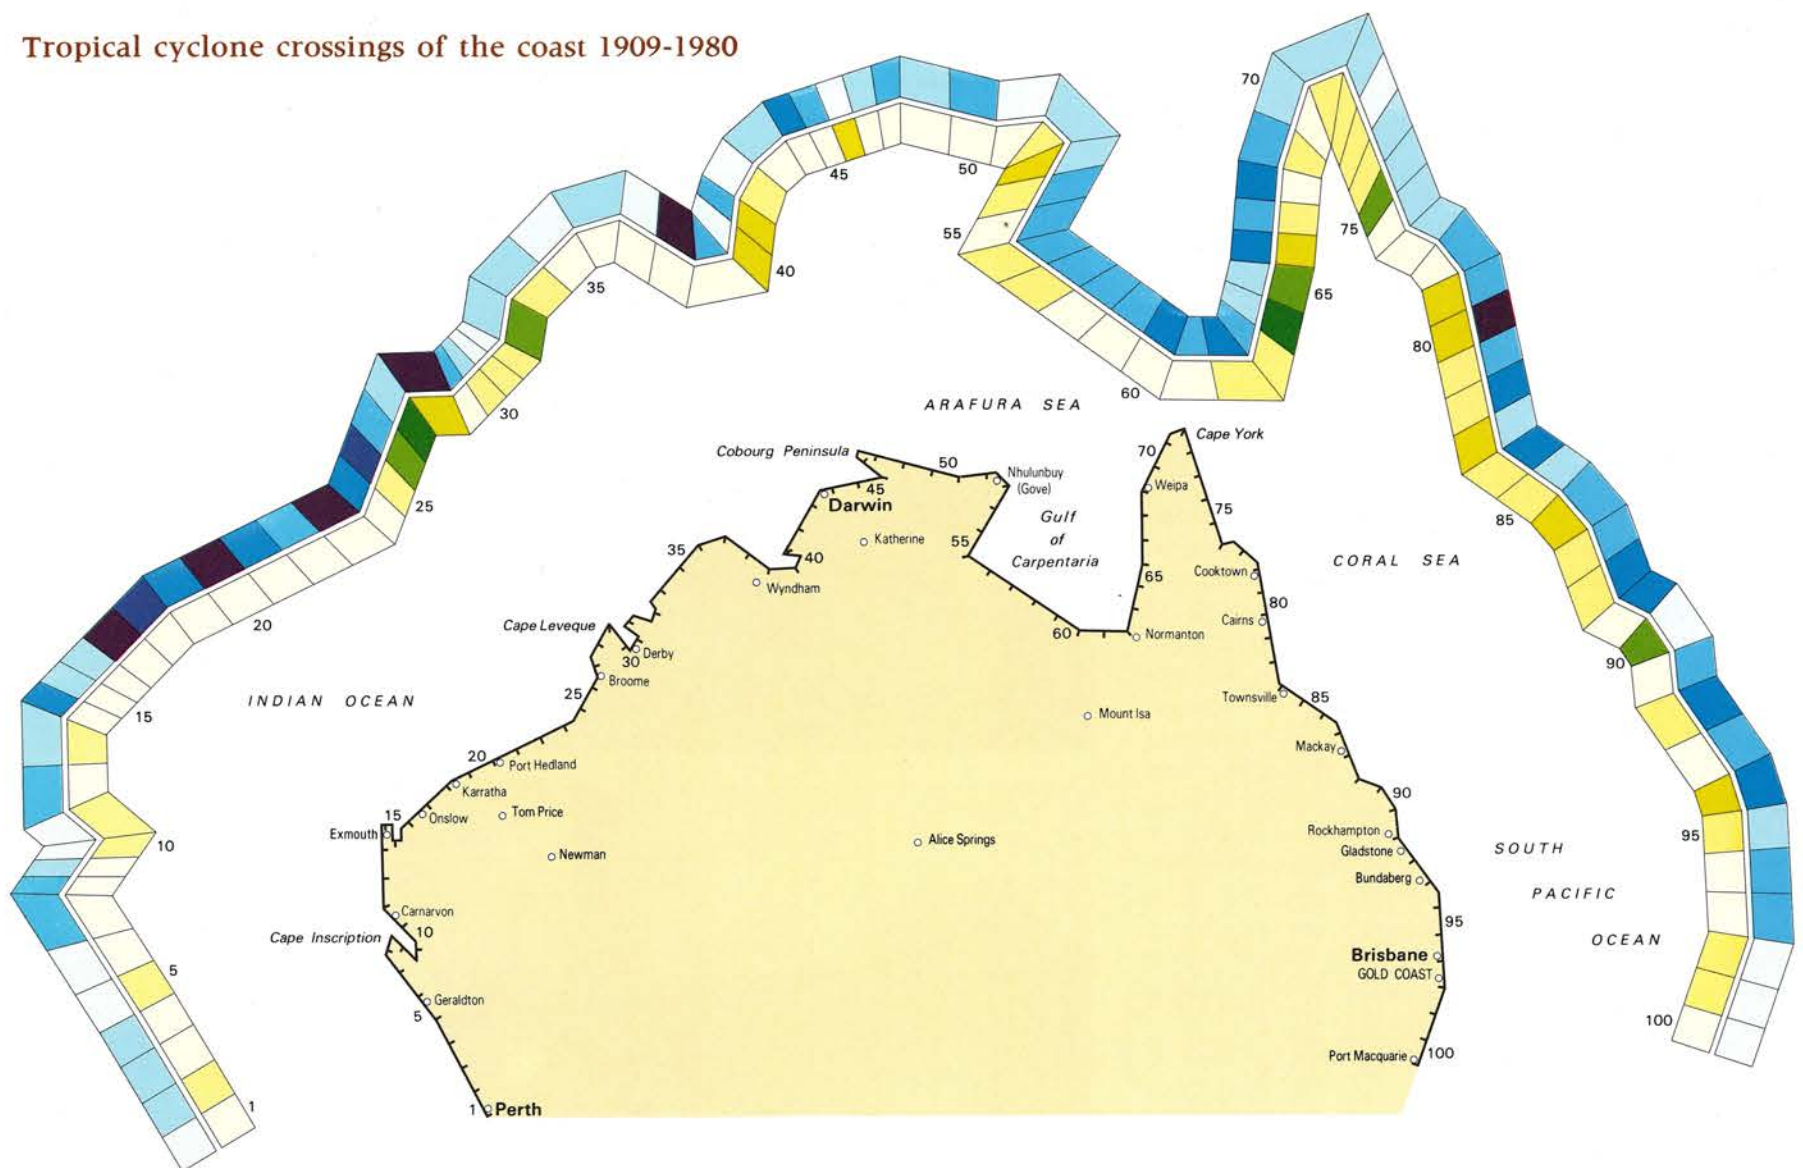 Tropical cyclone crossings of the coast 1909-1980
70
45
50
55
40
75
35
65
80
60
30
25
ARAFURA SEA
Cape York
Cobourg Peninsula
70
50
Nhulunbuy
(Gove)
Weipa
45
Darwin
75
85
Gulf
of
Carpentaria
Katherine
55
35
40
CORAL SEA
Cooktown
65
Wyndham
80
20
Cape Leveque
Cairns
60
Normanton
Derby
30
90
Broome
25
INDIAN OCEAN
Townsville
85
15
Mount Isa
Mackay
20
Port Hedland
Karratha
90
Tom Price
15
Onslow
Exmouth
Rockhampton
95
Alice Springs
10
Gladstone
SOUTH
Newman
Bundaberg
PACIFIC
Carnarvon
95
10
Cape Inscription
OCEAN
Brisbane
5
GOLD COAST
Geraldton
5
100
Port Macquarie
100
1
1
Perth